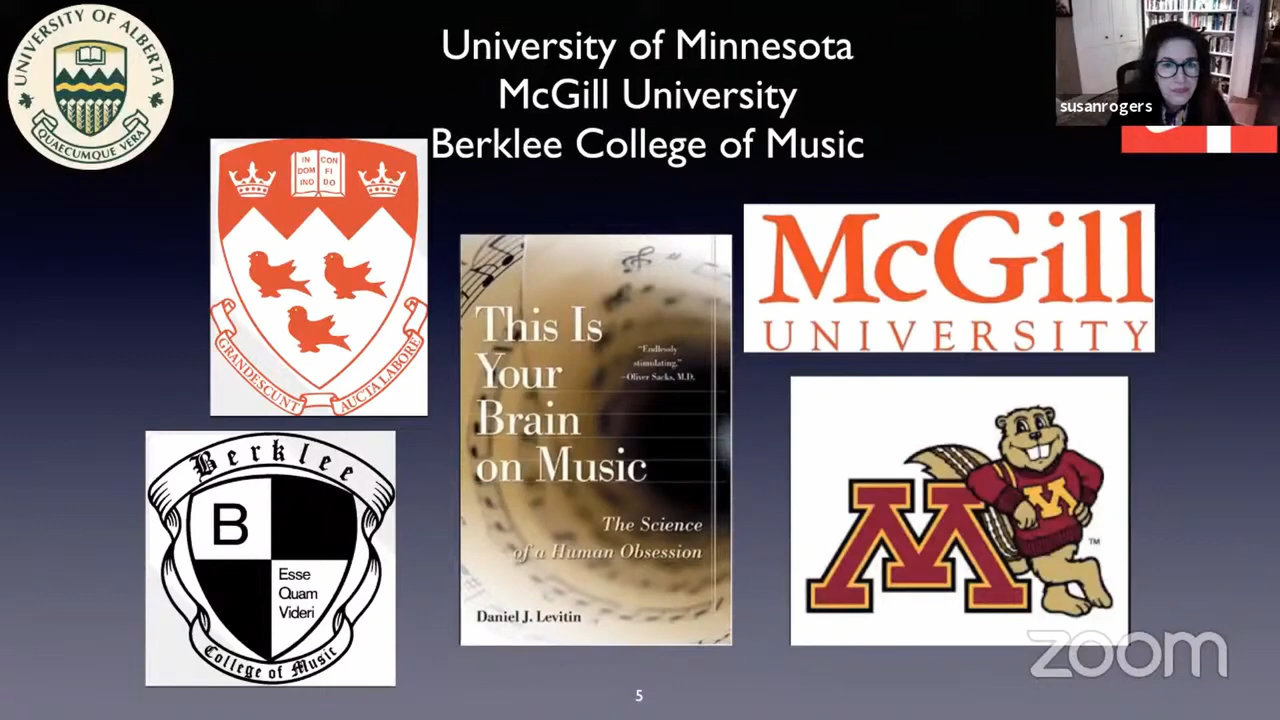 UNIVERSITY OF ALBERTA
QUAECUMQUE VERA
University of Minnesota
McGill University
Berklee College of Music
susanrogers
IN
DOM
INO
CON
FI
DO
GRANDESCUNT AUCTA LABORE
McGill
UNIVERSITY
This Is
Your
Brain
on Music
"Endlessly
stimulating."
—Oliver Sacks, M.D.
The Science
of a Human Obsession
Daniel J. Levitin
Berklee
B
Esse
Quam
Videri
College of Music
M
M
TM
zoom
5